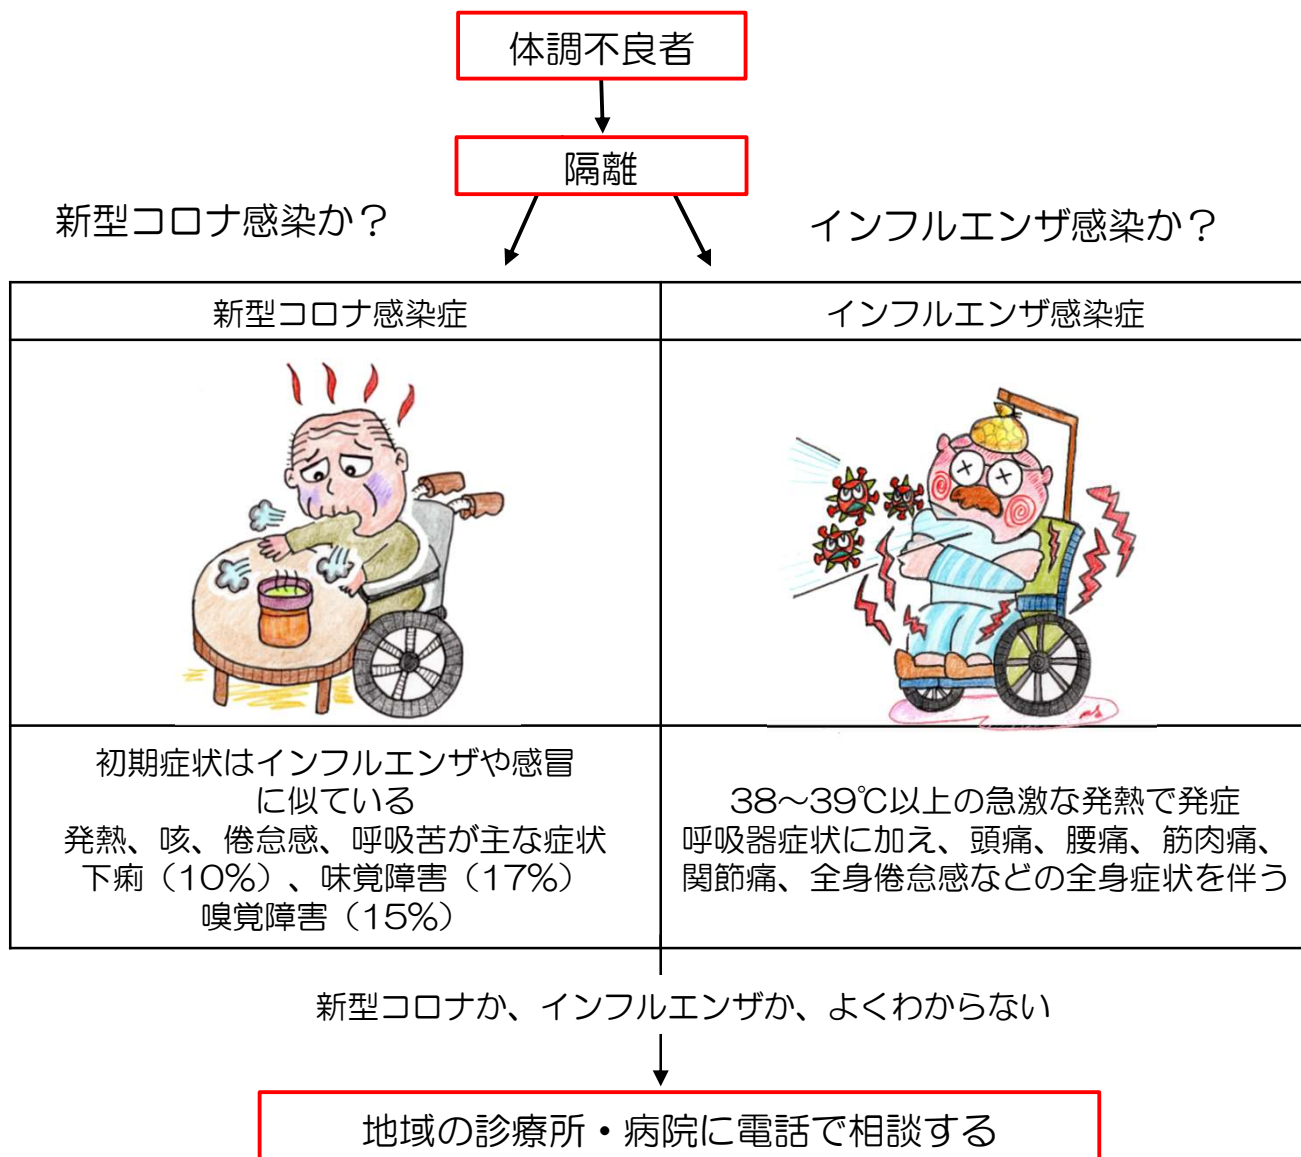 体調不良者
隔離
新型コロナ感染か？
インフルエンザ感染か？
新型コロナ感染症
インフルエンザ感染症
初期症状はインフルエンザや感冒
に似ている
発熱、咳、倦怠感、呼吸苦が主な症状
下痢（10%）、味覚障害（17%）
嗅覚障害（15%）
38～39℃以上の急激な発熱で発症
呼吸器症状に加え、頭痛、腰痛、筋肉痛、
関節痛、全身倦怠感などの全身症状を伴う
新型コロナか、インフルエンザか、よくわからない
地域の診療所・病院に電話で相談する